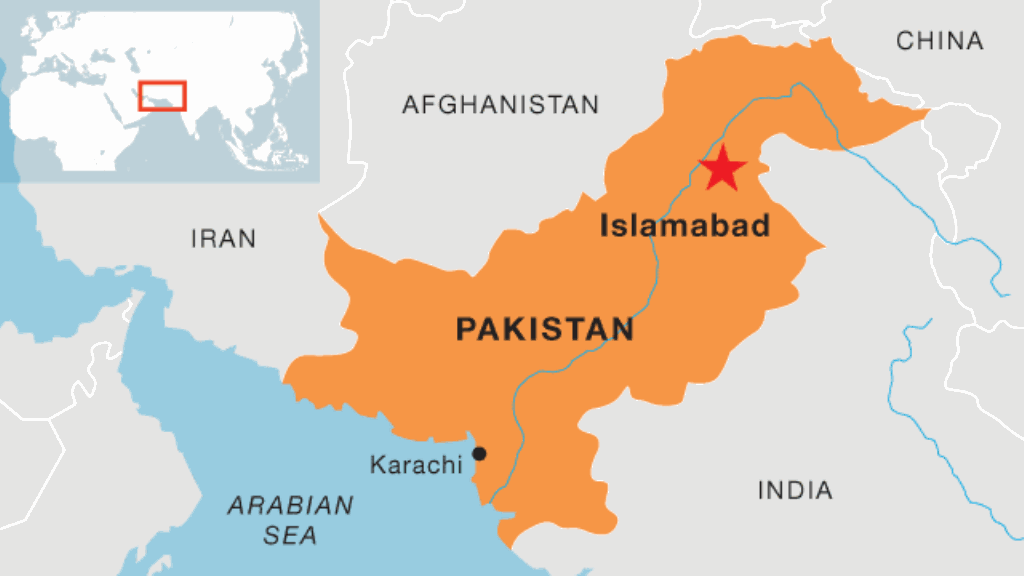 CHINA
AFGHANISTAN
Islamabad
IRAN
PAKISTAN
Karachi
INDIA
ARABIAN
SEA